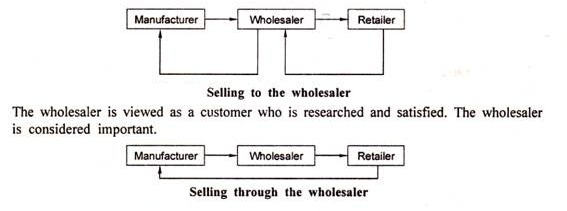 Manufacturer Wholesaler Retailer
Selling to the wholesaler
The wholesaler is viewed as a customer who is researched and satisfied. The wholesaler
is considered important.
Manufacturer Wholesaler Retailer
Selling through the wholesaler